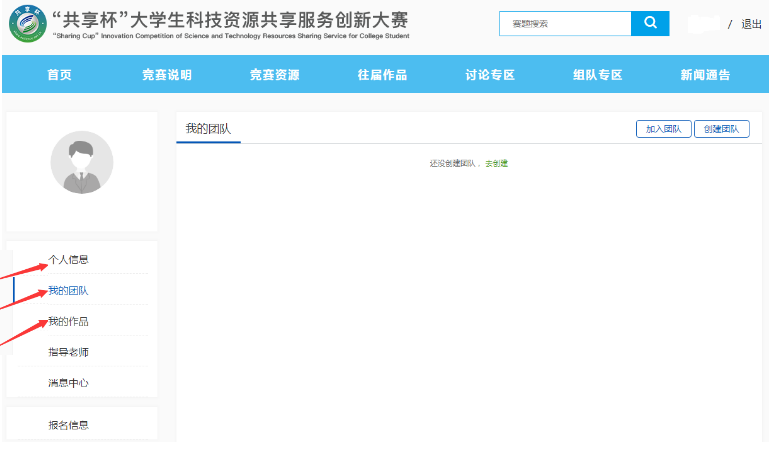 共享杯
“共享杯”大学生科技资源共享服务创新大赛
"Sharing Cup" Innovation Competition of Science and Technology Resources Sharing Service for College Student
赛题搜索
/ 退出
首页 竞赛说明 竞赛资源 往届作品 讨论专区 组队专区 新闻通告
我的团队
加入团队 创建团队
还没创建团队，去创建
个人信息
我的团队
我的作品
指导老师
消息中心
报名信息